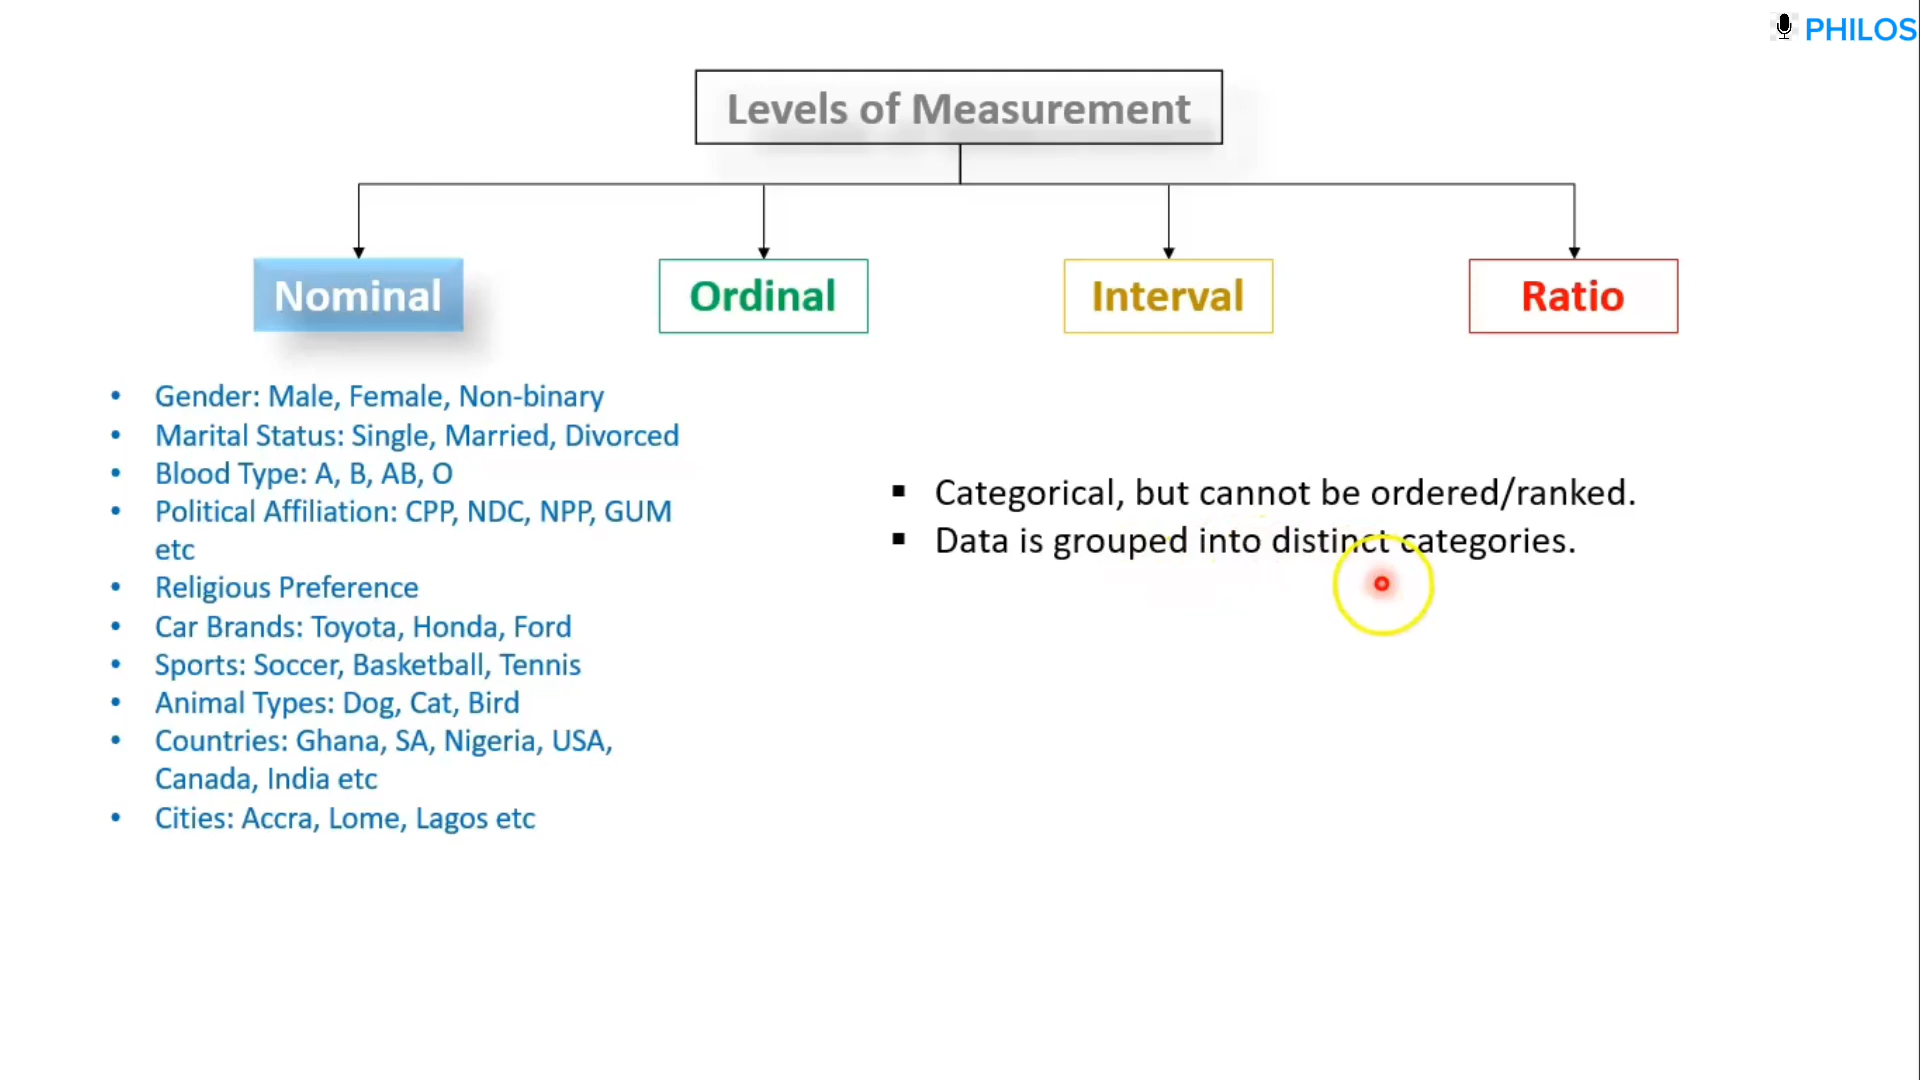 PHILOS
Levels of Measurement
Nominal
Ordinal
Interval
Ratio
• Gender: Male, Female, Non-binary
• Marital Status: Single, Married, Divorced
• Blood Type: A, B, AB, O
• Political Affiliation: CPP, NDC, NPP, GUM
etc
• Religious Preference
• Car Brands: Toyota, Honda, Ford
• Sports: Soccer, Basketball, Tennis
• Animal Types: Dog, Cat, Bird
• Countries: Ghana, SA, Nigeria, USA,
Canada, India etc
• Cities: Accra, Lome, Lagos etc
▪ Categorical, but cannot be ordered/ranked.
▪ Data is grouped into distinct categories.